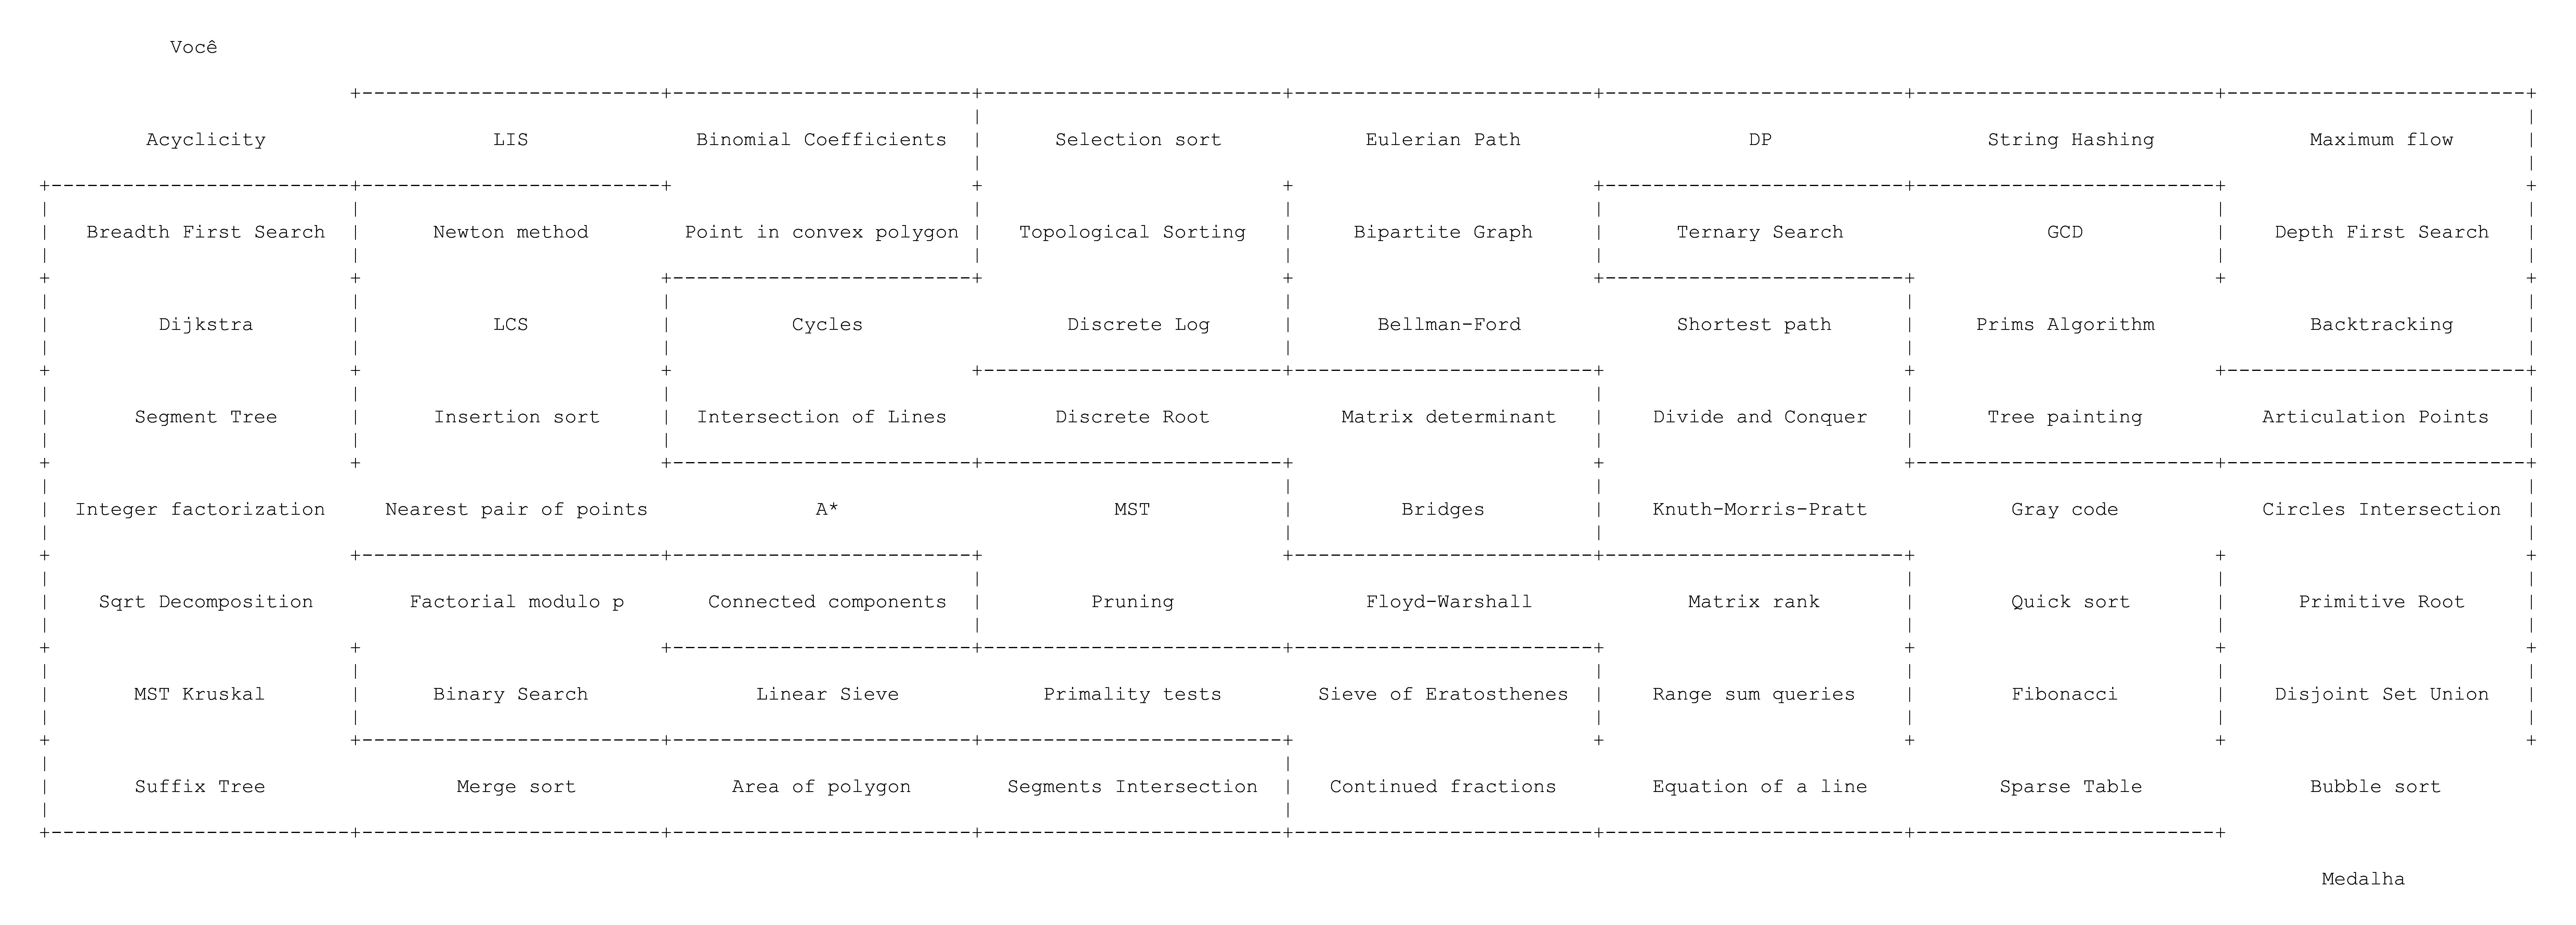 Você
Acyclicity LIS Binomial Coefficients Selection sort Eulerian Path DP String Hashing Maximum flow
Breadth First Search Newton method Point in convex polygon Topological Sorting Bipartite Graph Ternary Search GCD Depth First Search
Dijkstra LCS Cycles Discrete Log Bellman-Ford Shortest path Prims Algorithm Backtracking
Segment Tree Insertion sort Intersection of Lines Discrete Root Matrix determinant Divide and Conquer Tree painting Articulation Points
Integer factorization Nearest pair of points A* MST Bridges Knuth-Morris-Pratt Gray code Circles Intersection
Sqrt Decomposition Factorial modulo p Connected components Pruning Floyd-Warshall Matrix rank Quick sort Primitive Root
MST Kruskal Binary Search Linear Sieve Primality tests Sieve of Eratosthenes Range sum queries Fibonacci Disjoint Set Union
Suffix Tree Merge sort Area of polygon Segments Intersection Continued fractions Equation of a line Sparse Table Bubble sort
Medalha